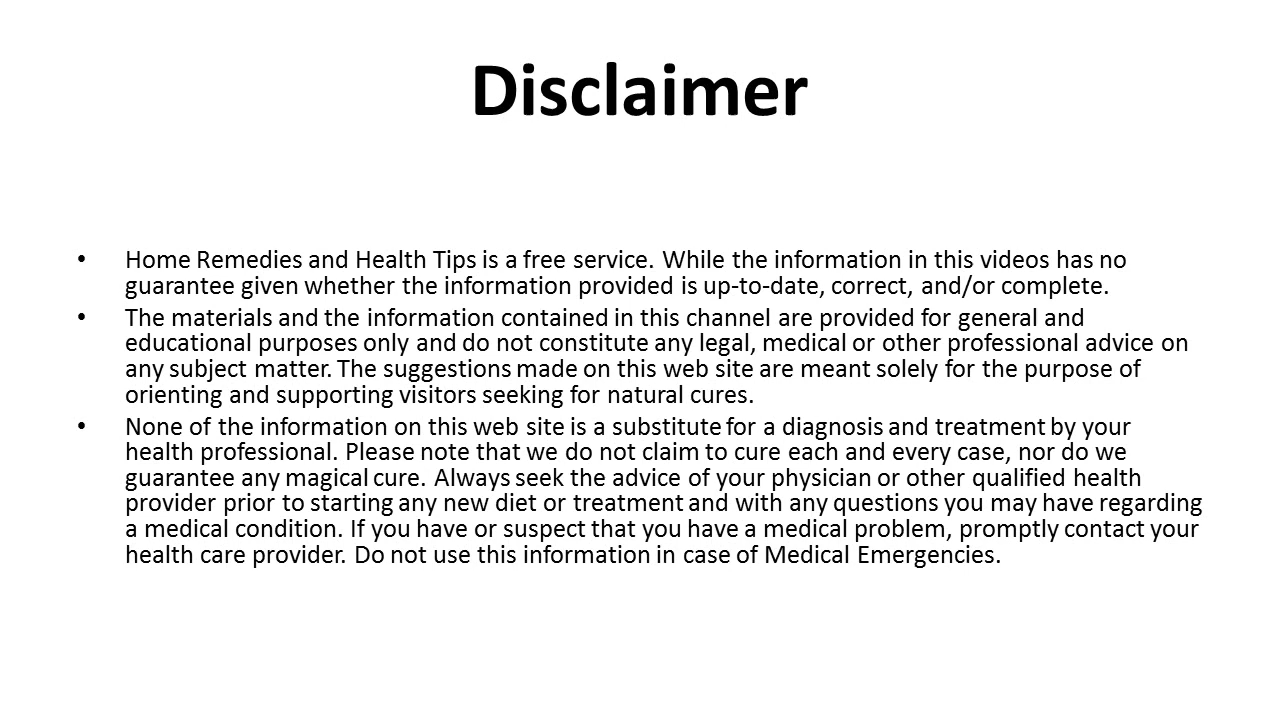 Disclaimer
• Home Remedies and Health Tips is a free service. While the information in this videos has no
guarantee given whether the information provided is up-to-date, correct, and/or complete.
• The materials and the information contained in this channel are provided for general and
educational purposes only and do not constitute any legal, medical or other professional advice on
any subject matter. The suggestions made on this web site are meant solely for the purpose of
orienting and supporting visitors seeking for natural cures.
• None of the information on this web site is a substitute for a diagnosis and treatment by your
health professional. Please note that we do not claim to cure each and every case, nor do we
guarantee any magical cure. Always seek the advice of your physician or other qualified health
provider prior to starting any new diet or treatment and with any questions you may have regarding
a medical condition. If you have or suspect that you have a medical problem, promptly contact your
health care provider. Do not use this information in case of Medical Emergencies.